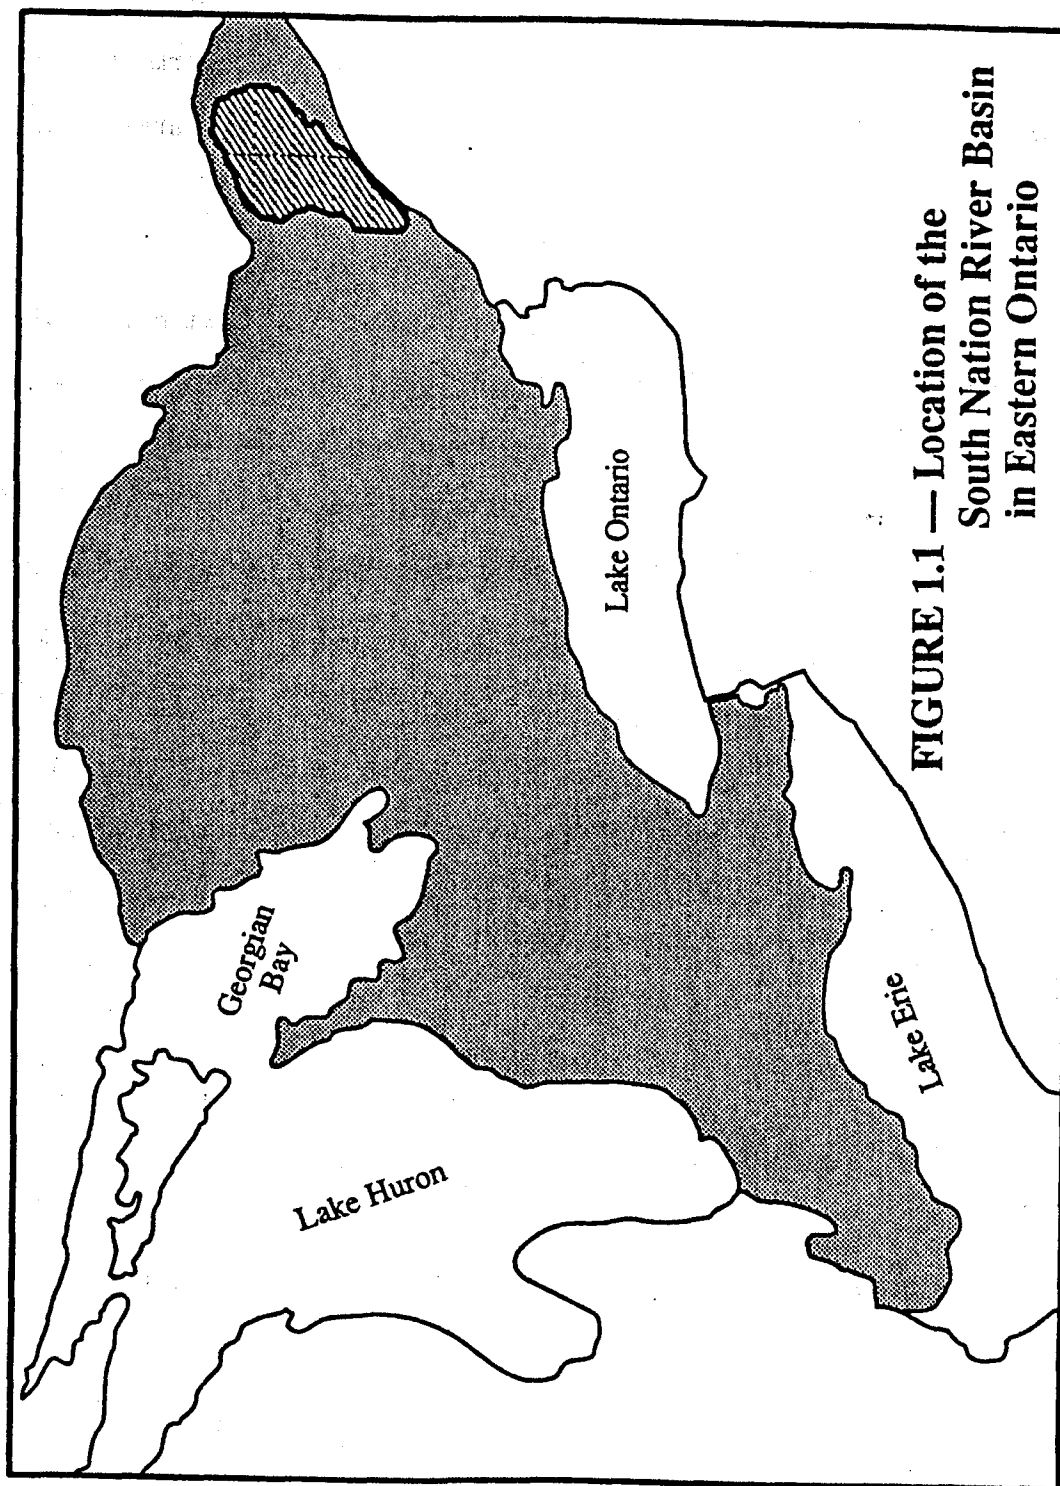 Georgian
Bay
Lake Huron
Lake Ontario
Lake Erie
FIGURE 1.1 — Location of the
South Nation River Basin
in Eastern Ontario